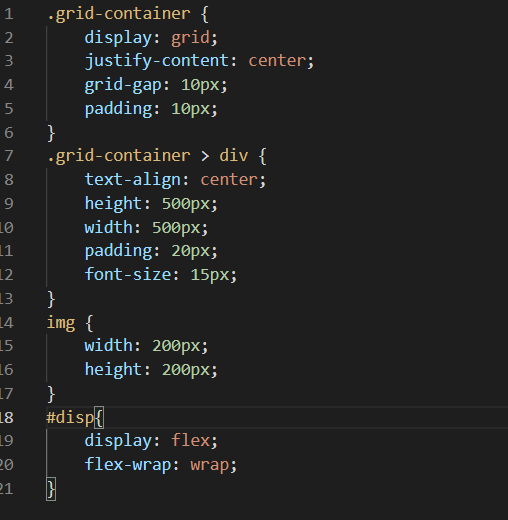 1 .grid-container {
2     display: grid;
3     justify-content: center;
4     grid-gap: 10px;
5     padding: 10px;
6 }
7 .grid-container > div {
8     text-align: center;
9     height: 500px;
10     width: 500px;
11     padding: 20px;
12     font-size: 15px;
13 }
14 img {
15     width: 200px;
16     height: 200px;
17 }
18 #disp{
19     display: flex;
20     flex-wrap: wrap;
21 }